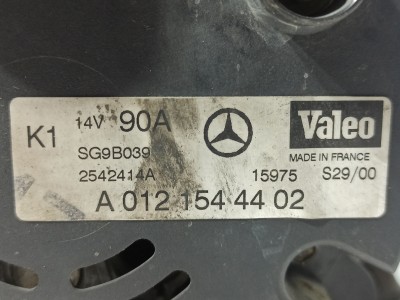 K1 14V 90A Valeo
SG9B039 MADE IN FRANCE
2542414A 15975 S29/00
A 012 154 44 02